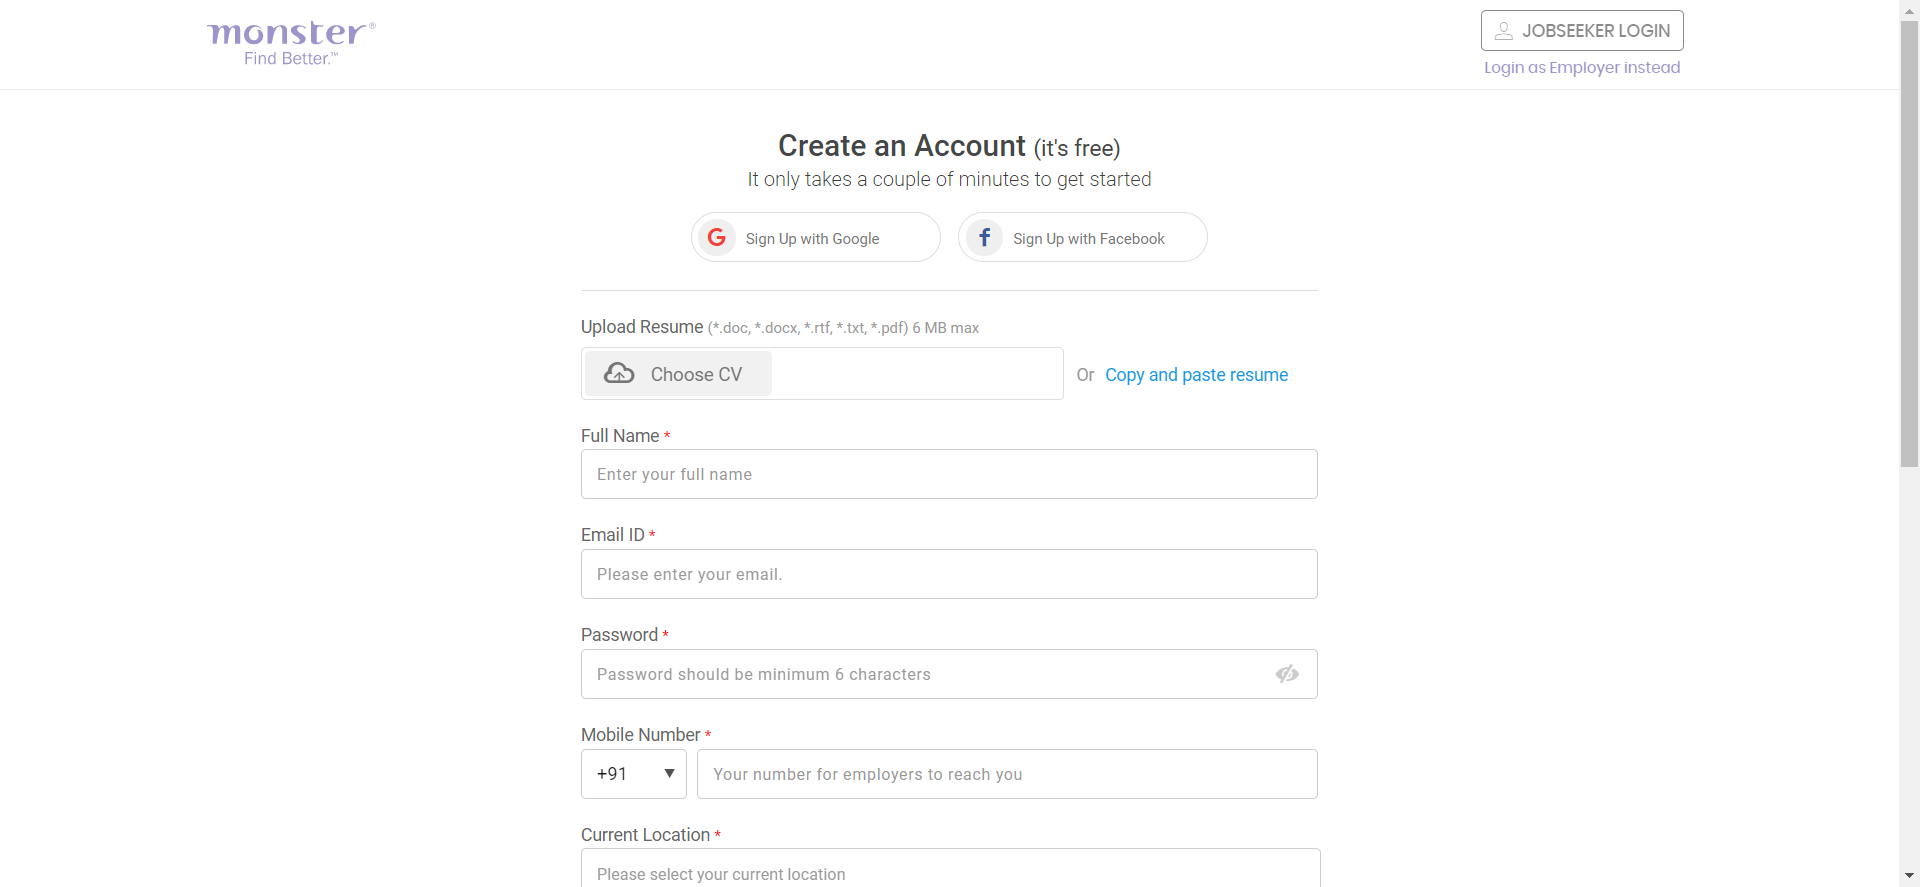 monster®
Find Better.™
JOBSEEKER LOGIN
Login as Employer instead
Create an Account (it's free)
It only takes a couple of minutes to get started
Sign Up with Google
Sign Up with Facebook
Upload Resume (*.doc, *.docx, *.rtf, *.txt, *.pdf) 6 MB max
Choose CV
Or Copy and paste resume
Full Name *
Enter your full name
Email ID *
Please enter your email.
Password *
Password should be minimum 6 characters
Mobile Number *
+91
Your number for employers to reach you
Current Location *
Please select your current location